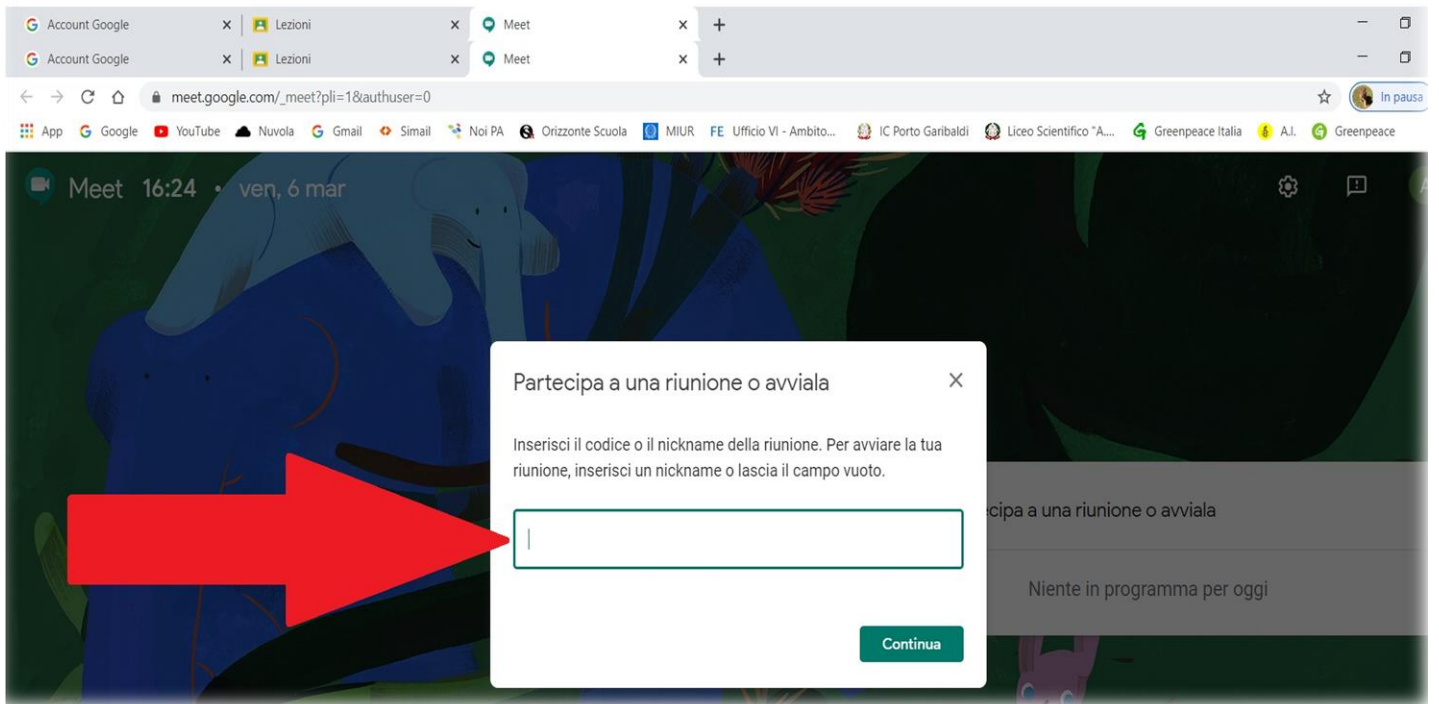 Account Google Lezioni Meet
Account Google Lezioni Meet
meet.google.com/_meet?pli=1&authuser=0 In pausa
App Google YouTube Nuvola Gmail Simail Noi PA Orizzonte Scuola MIUR FE Ufficio VI - Ambito... IC Porto Garibaldi Liceo Scientifico "A.... Greenpeace Italia A.I. Greenpeace
Meet 16:24 • ven, 6 mar
Partecipa a una riunione o avviala
Inserisci il codice o il nickname della riunione. Per avviare la tua
riunione, inserisci un nickname o lascia il campo vuoto.
ecipa a una riunione o avviala
Niente in programma per oggi
Continua